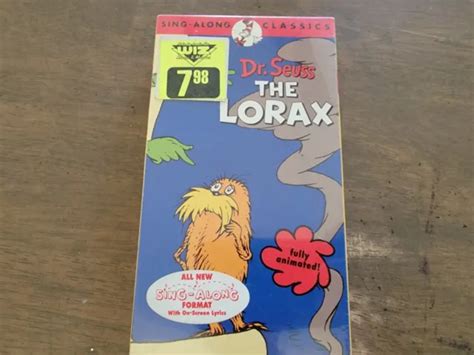 SING-ALONG CLASSICS
WIZ
7.98
Dr. Seuss
THE
LORAX
fully
animated!
ALL NEW
SING-ALONG
FORMAT
With On-Screen Lyrics